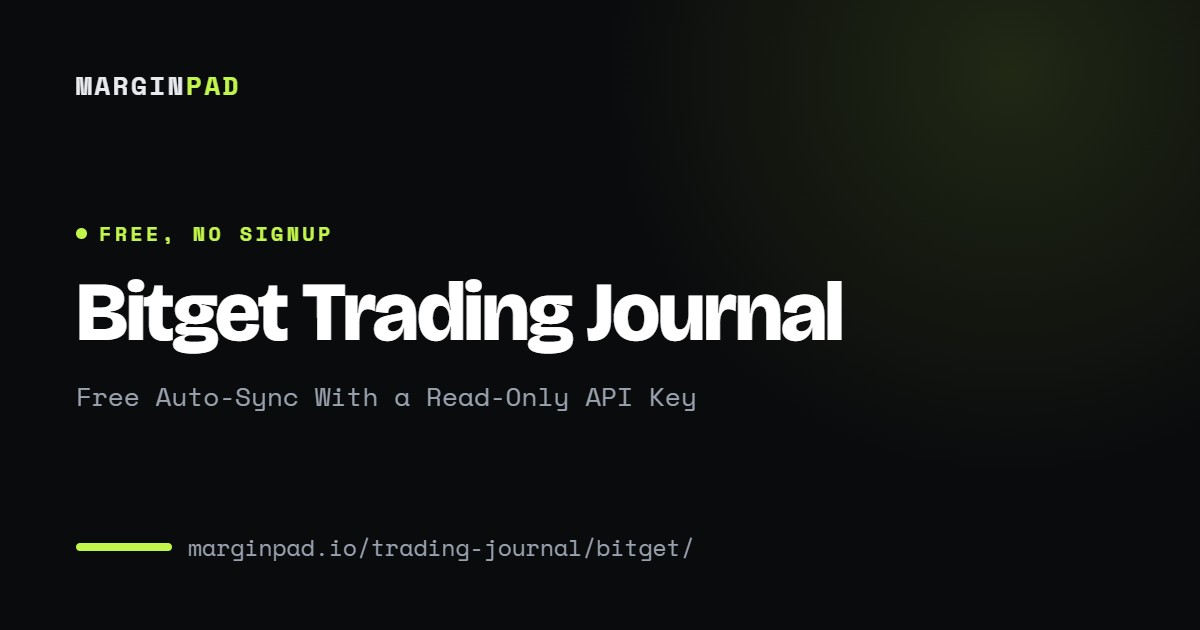 MARGINPAD
FREE, NO SIGNUP
Bitget Trading Journal
Free Auto-Sync With a Read-Only API Key
marginpad.io/trading-journal/bitget/